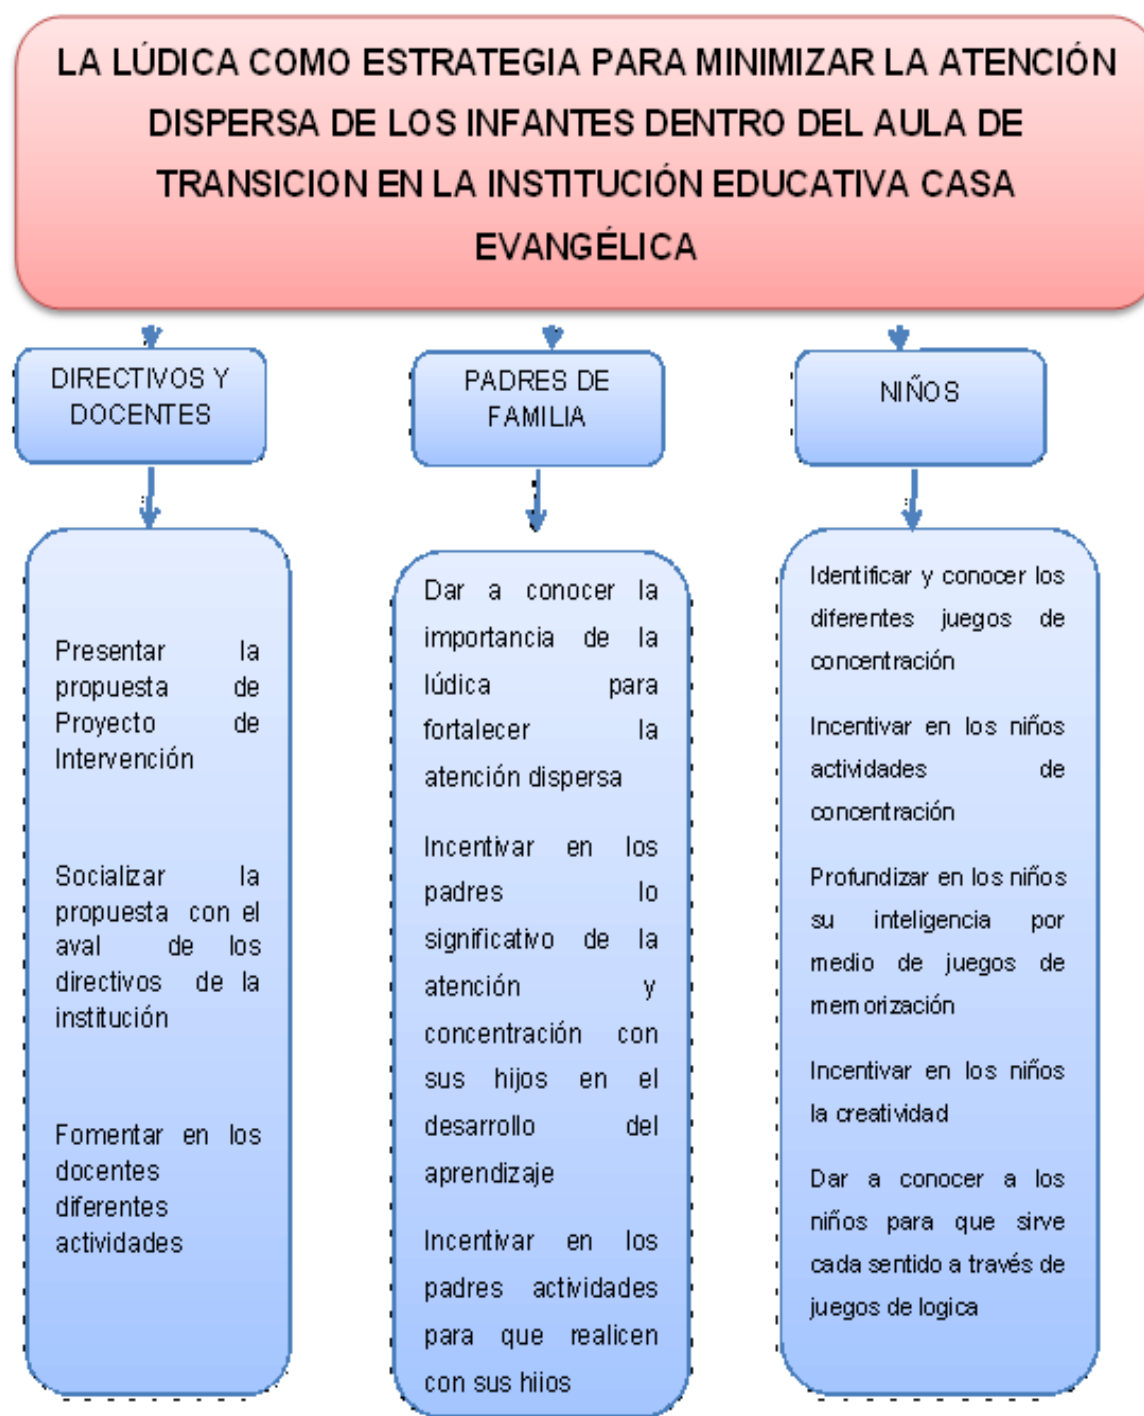 LA LÚDICA COMO ESTRATEGIA PARA MINIMIZAR LA ATENCIÓN
DISPERSA DE LOS INFANTES DENTRO DEL AULA DE
TRANSICION EN LA INSTITUCIÓN EDUCATIVA CASA
EVANGÉLICA
DIRECTIVOS Y
DOCENTES
Presentar la
propuesta de
Proyecto de
Intervención
Socializar la
propuesta con el
aval de los
directivos de la
institución
Fomentar en los
docentes
diferentes
actividades
PADRES DE
FAMILIA
Dar a conocer la
importancia de la
lúdica para
fortalecer la
atención dispersa
Incentivar en los
padres lo
significativo de la
atención y
concentración con
sus hijos en el
desarrollo del
aprendizaje
Incentivar en los
padres actividades
para que realicen
con sus hijos
NIÑOS
Identificar y conocer los
diferentes juegos de
concentración
Incentivar en los niños
actividades de
concentración
Profundizar en los niños
su inteligencia por
medio de juegos de
memorización
Incentivar en los niños
la creatividad
Dar a conocer a los
niños para que sirve
cada sentido a través de
juegos de logica